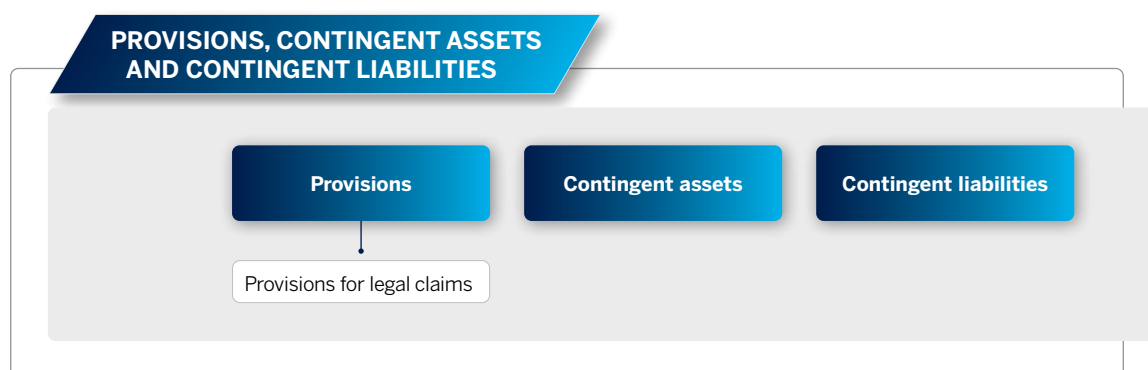 PROVISIONS, CONTINGENT ASSETS
AND CONTINGENT LIABILITIES
Provisions
Contingent assets
Contingent liabilities
Provisions for legal claims